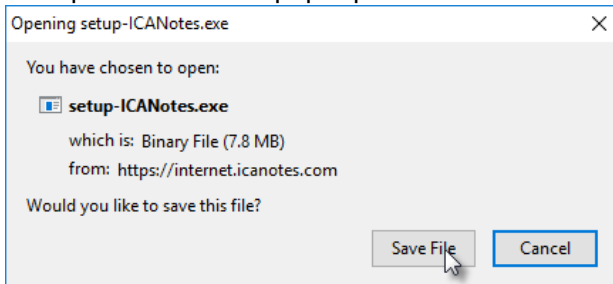 Opening setup-ICANotes.exe
You have chosen to open:
setup-ICANotes.exe
which is: Binary File (7.8 MB)
from: https://internet.icanotes.com
Would you like to save this file?
Save File Cancel